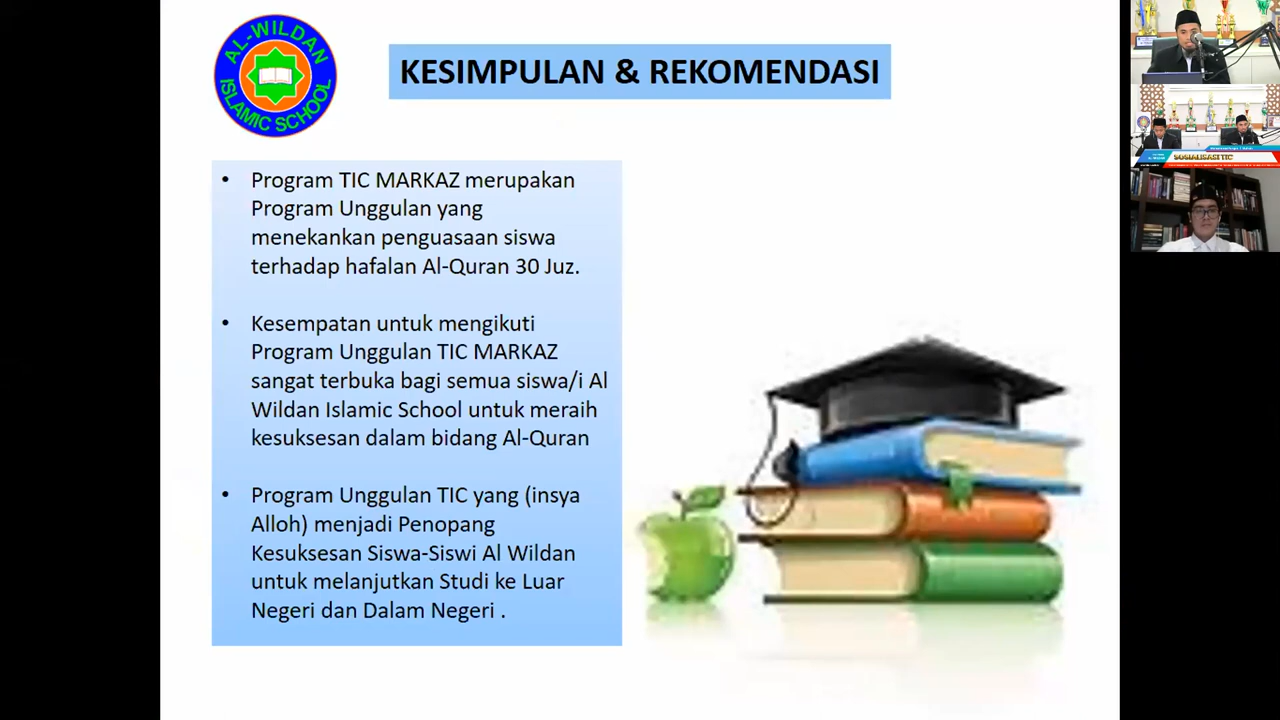 AL-WILDAN
ISLAMIC SCHOOL
KESIMPULAN & REKOMENDASI
• Program TIC MARKAZ merupakan
Program Unggulan yang
menekankan penguasaan siswa
terhadap hafalan Al-Quran 30 Juz.
• Kesempatan untuk mengikuti
Program Unggulan TIC MARKAZ
sangat terbuka bagi semua siswa/i Al
Wildan Islamic School untuk meraih
kesuksesan dalam bidang Al-Quran
• Program Unggulan TIC yang (insya
Alloh) menjadi Penopang
Kesuksesan Siswa-Siswi Al Wildan
untuk melanjutkan Studi ke Luar
Negeri dan Dalam Negeri .
SOSIALISASI TIC